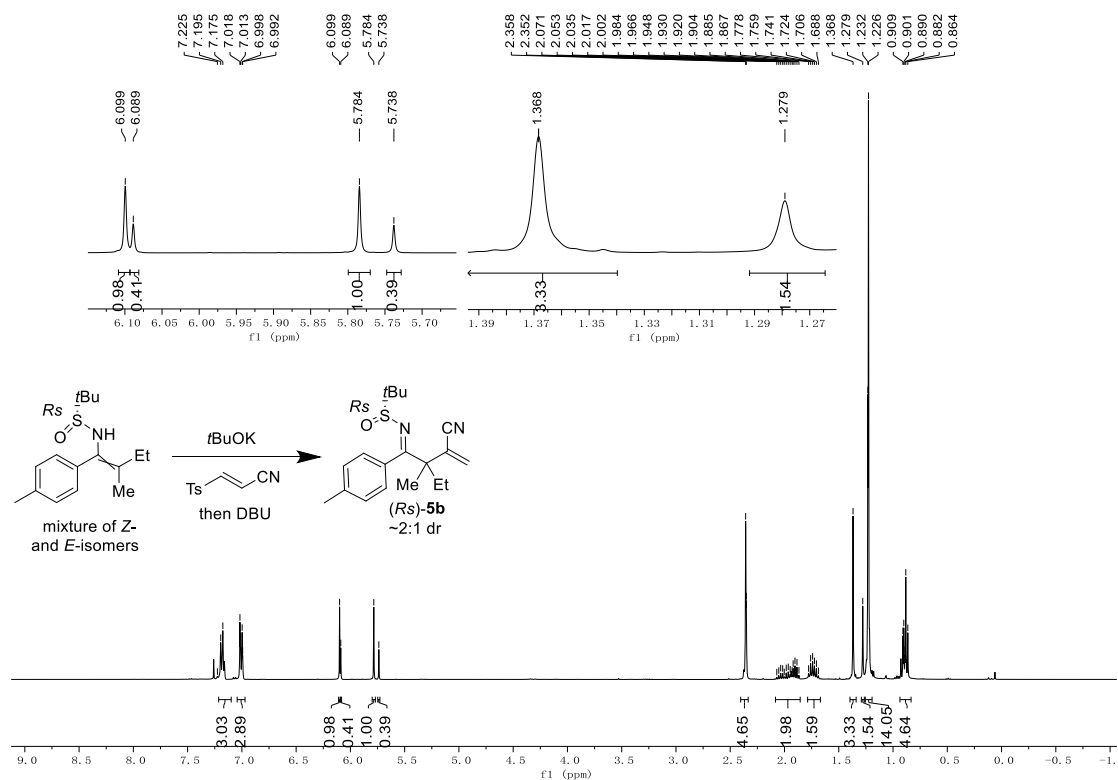 7.225
7.195
7.175
7.018
7.013
6.998
6.992
6.099
6.089
5.784
5.738
2.358
2.352
2.071
2.053
2.035
2.017
2.002
1.984
1.966
1.948
1.930
1.920
1.904
1.885
1.867
1.778
1.759
1.741
1.724
1.706
1.688
1.368
1.279
1.232
1.226
0.909
0.901
0.890
0.882
0.864
6.099
6.089
5.784
5.738
0.98
0.41
1.00
0.39
6.10 6.05 6.00 5.95 5.90 5.85 5.80 5.75 5.70
f1 (ppm)
1.368
1.279
3.33
1.54
1.39 1.37 1.35 1.33 1.31 1.29 1.27
f1 (ppm)
Rs
tBu
S
O
NH
Et
Me
mixture of Z-
and E-isomers
tBuOK
Ts
CN
then DBU
Rs
tBu
S
O
N
CN
Me
Et
(Rs)-5b
~2:1 dr
3.03
2.89
0.98
0.41
1.00
0.39
4.65
1.98
1.59
3.33
1.54
14.05
4.64
9.0 8.5 8.0 7.5 7.0 6.5 6.0 5.5 5.0 4.5 4.0 3.5 3.0 2.5 2.0 1.5 1.0 0.5 0.0 -0.5 -1.
f1 (ppm)